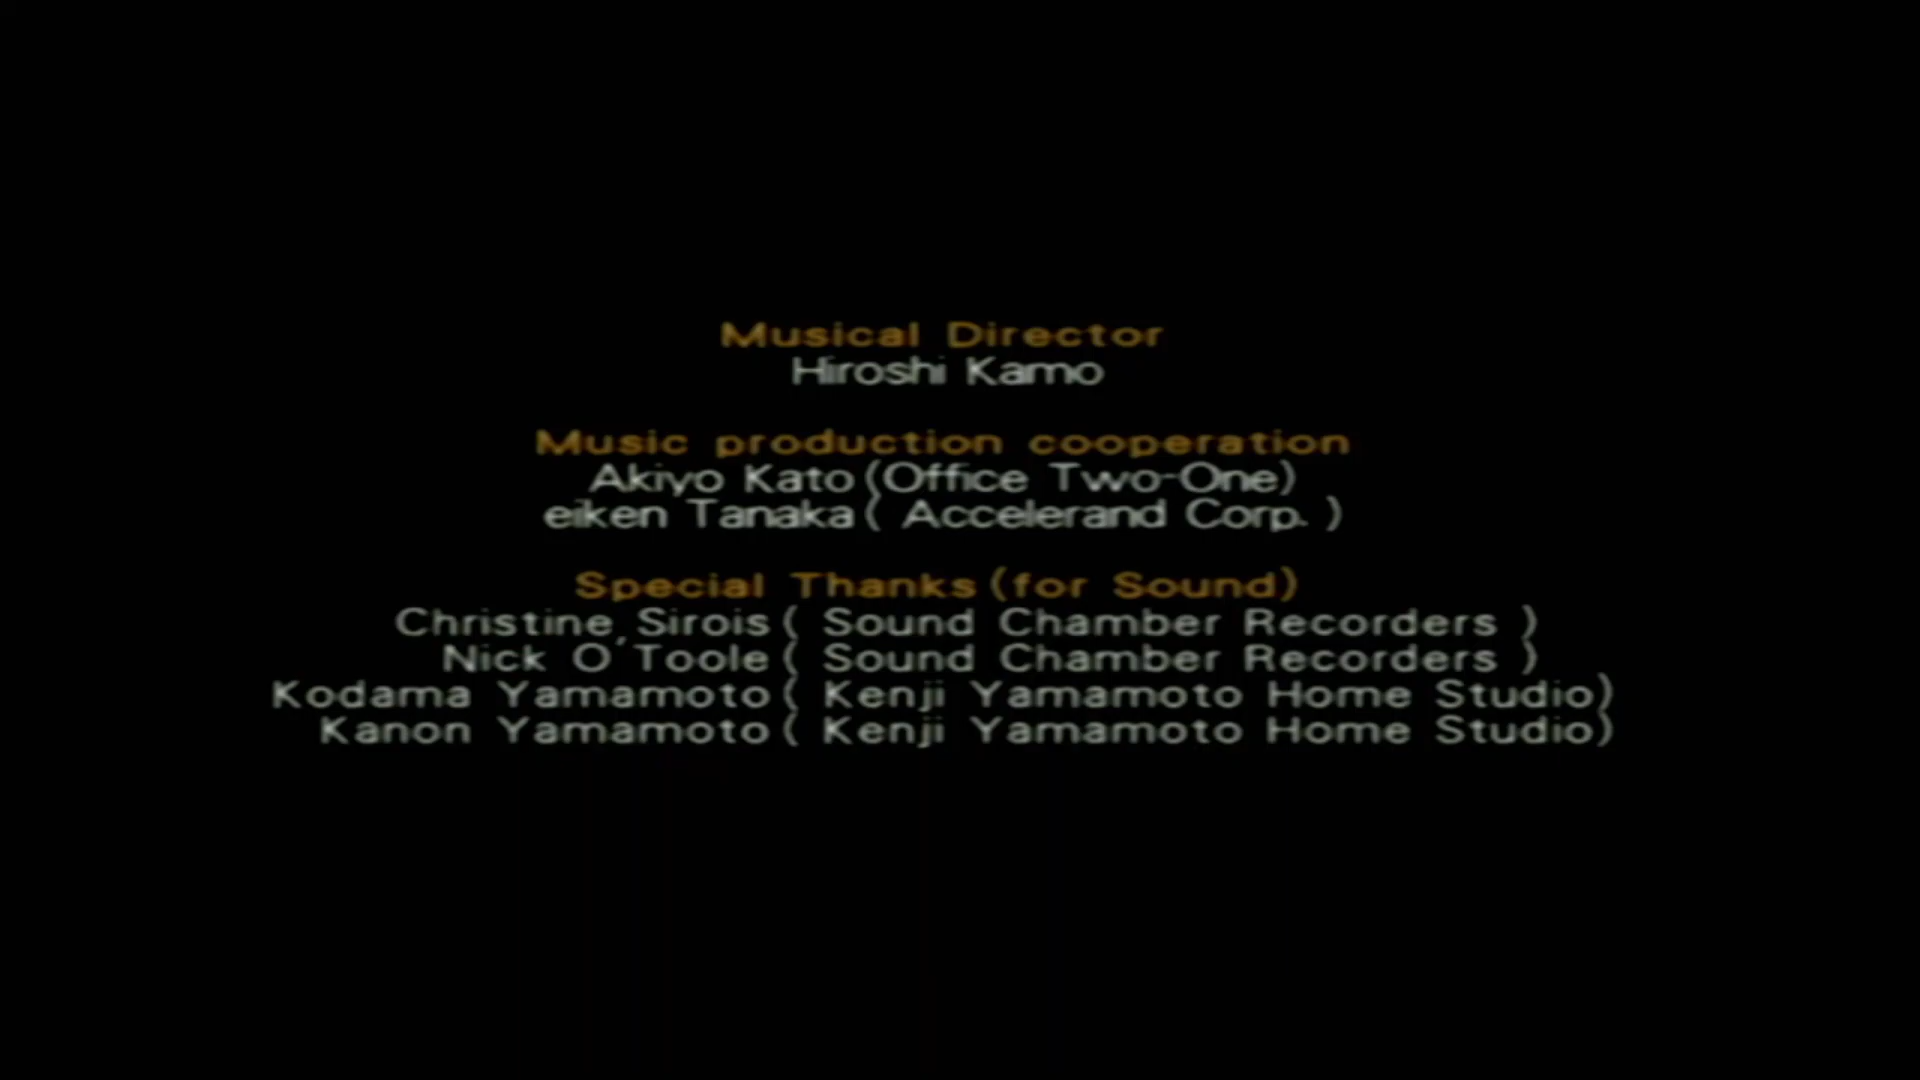 Musical Director
Hiroshi Kamo
Music production cooperation
Akiyo Kato (Office Two-One)
eiken Tanaka ( Accelerand Corp. )
Special Thanks (for Sound)
Christine,Sirois ( Sound Chamber Recorders )
Nick O'Toole ( Sound Chamber Recorders )
Kodama Yamamoto ( Kenji Yamamoto Home Studio)
Kanon Yamamoto ( Kenji Yamamoto Home Studio)